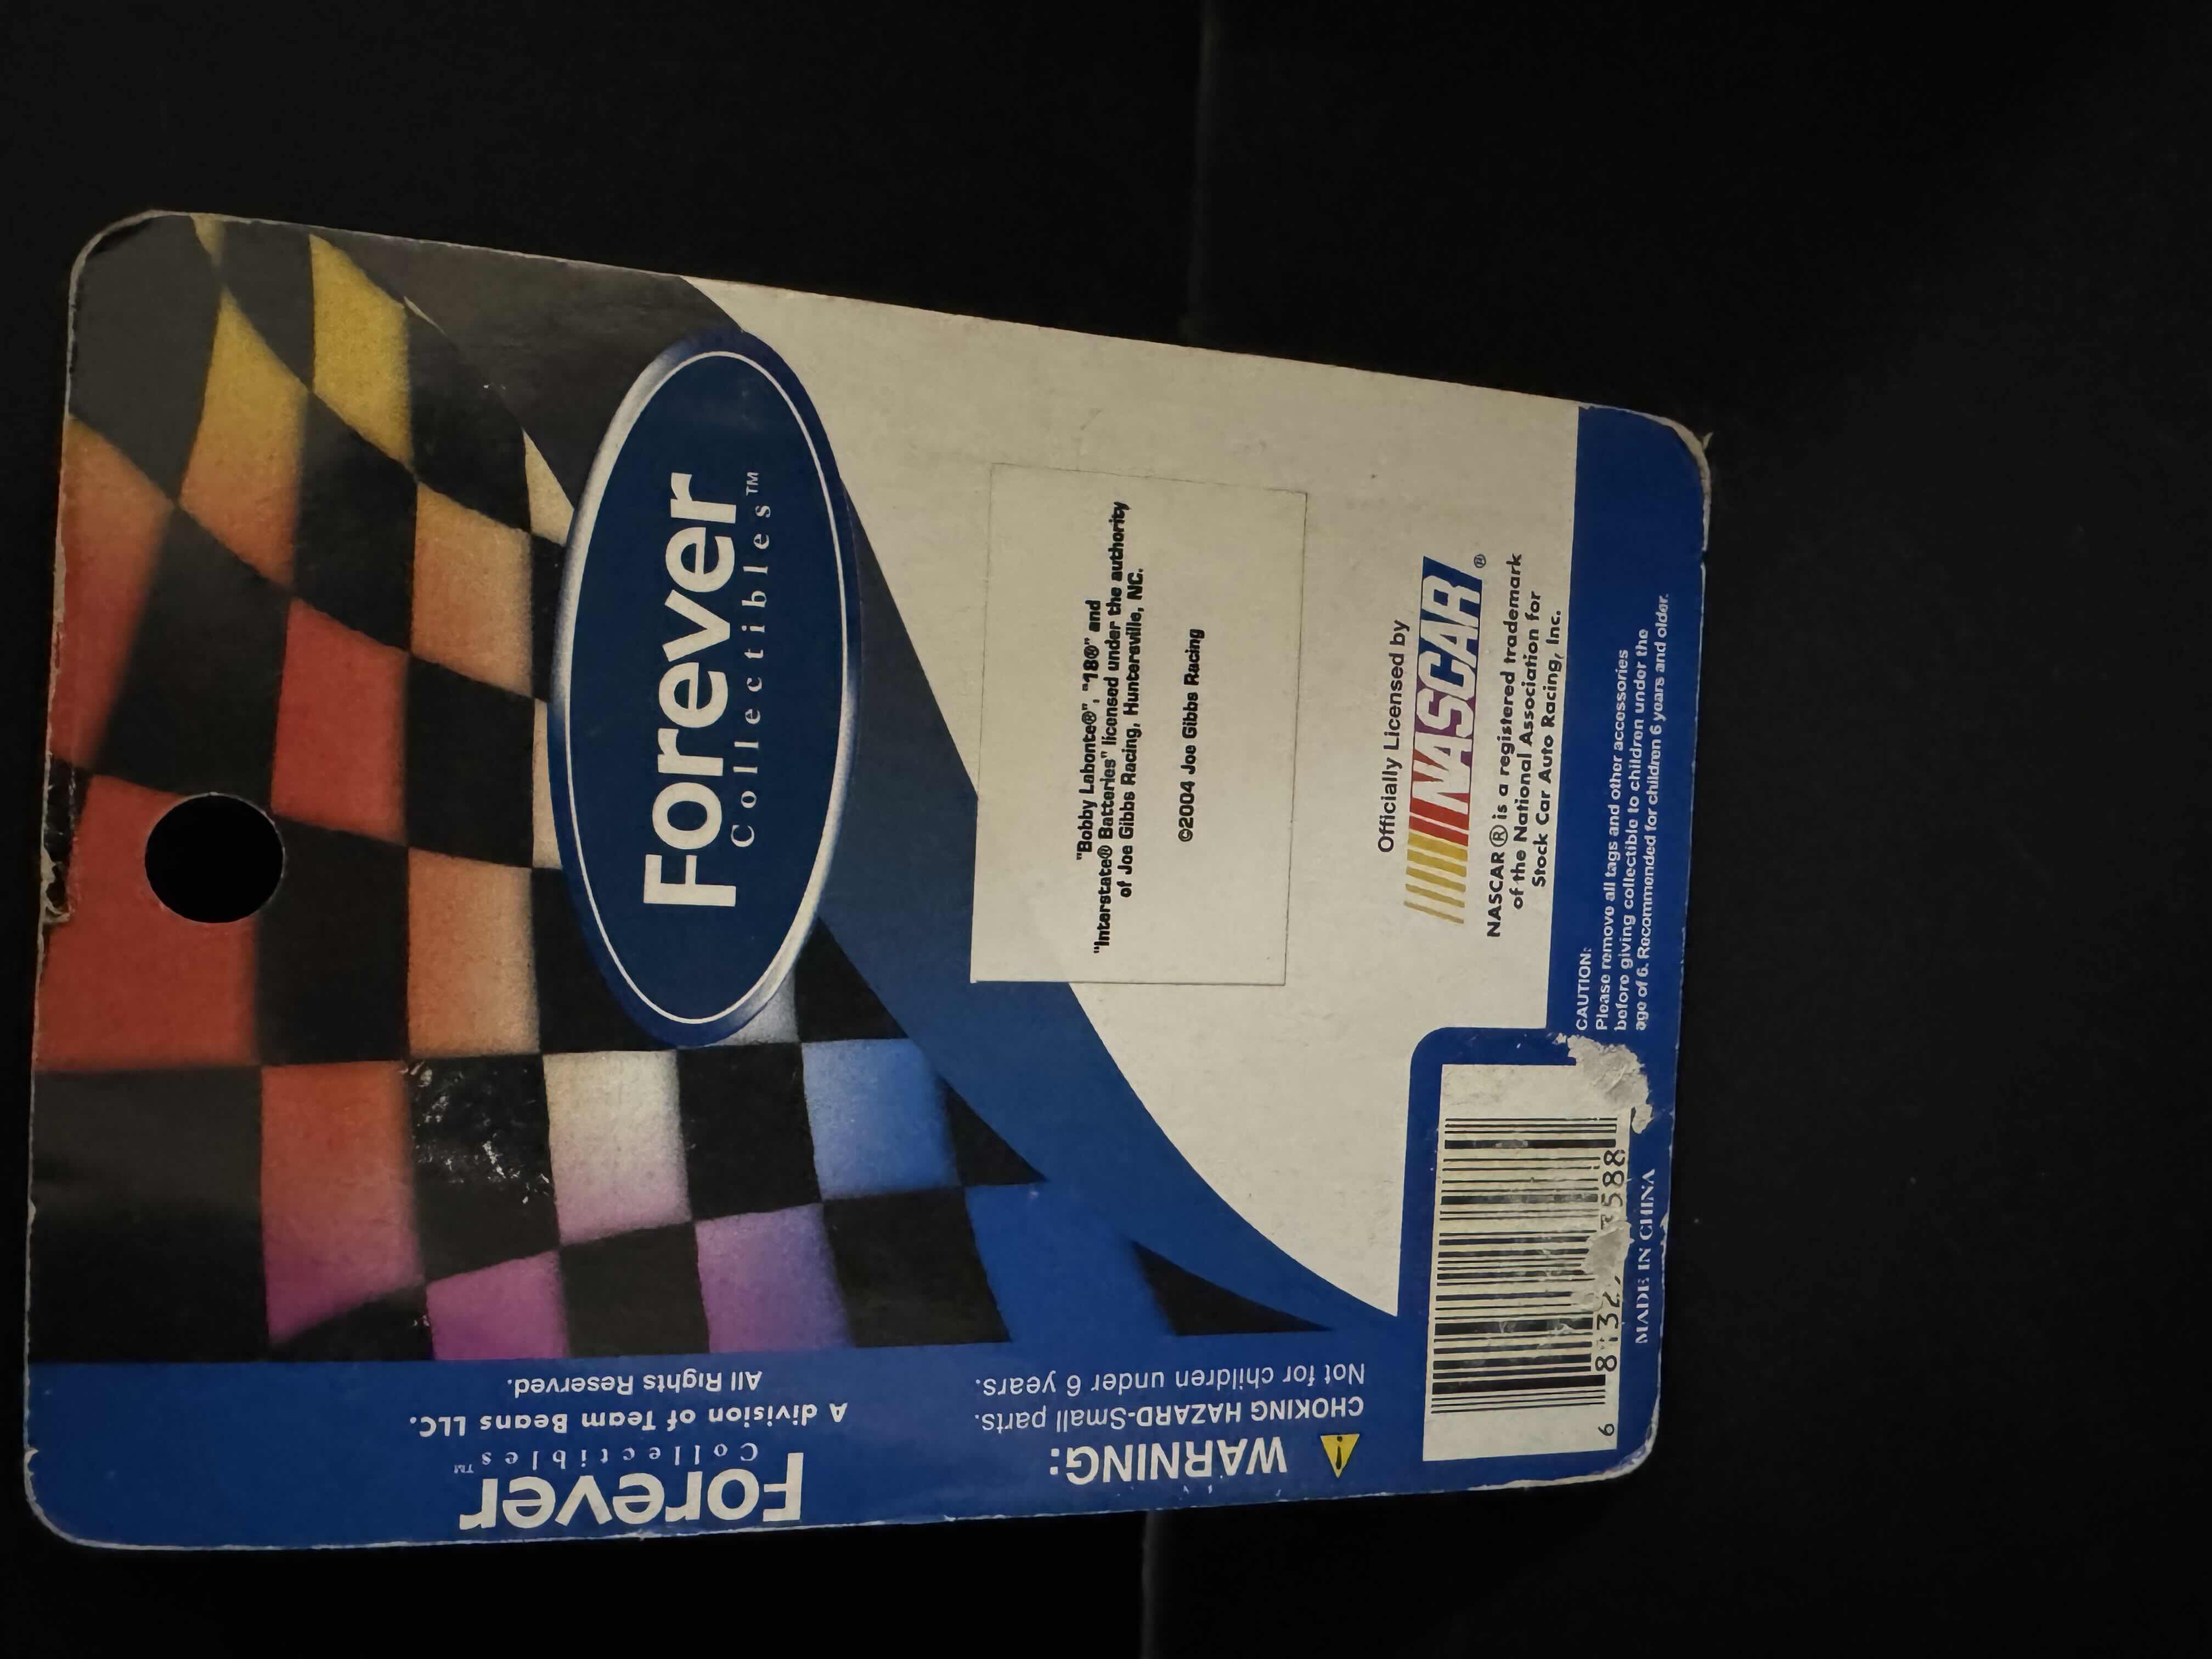 Forever
Collectibles™
"Bobby Labonte®", "18®" and
"Interstate® Batteries" licensed under the authority
of Joe Gibbs Racing, Huntersville, NC.
©2004 Joe Gibbs Racing
Officially Licensed by
NASCAR®
NASCAR ® is a registered trademark
of the National Association for
Stock Car Auto Racing, Inc.
CAUTION:
Please remove all tags and other accessories
before giving collectible to children under the
age of 6. Recommended for children 6 years and older.
6 8132 588
MADE IN CHINA
WARNING:
CHOKING HAZARD-Small parts.
Not for children under 6 years.
Forever
Collectibles™
A division of Team Beans LLC.
All Rights Reserved.